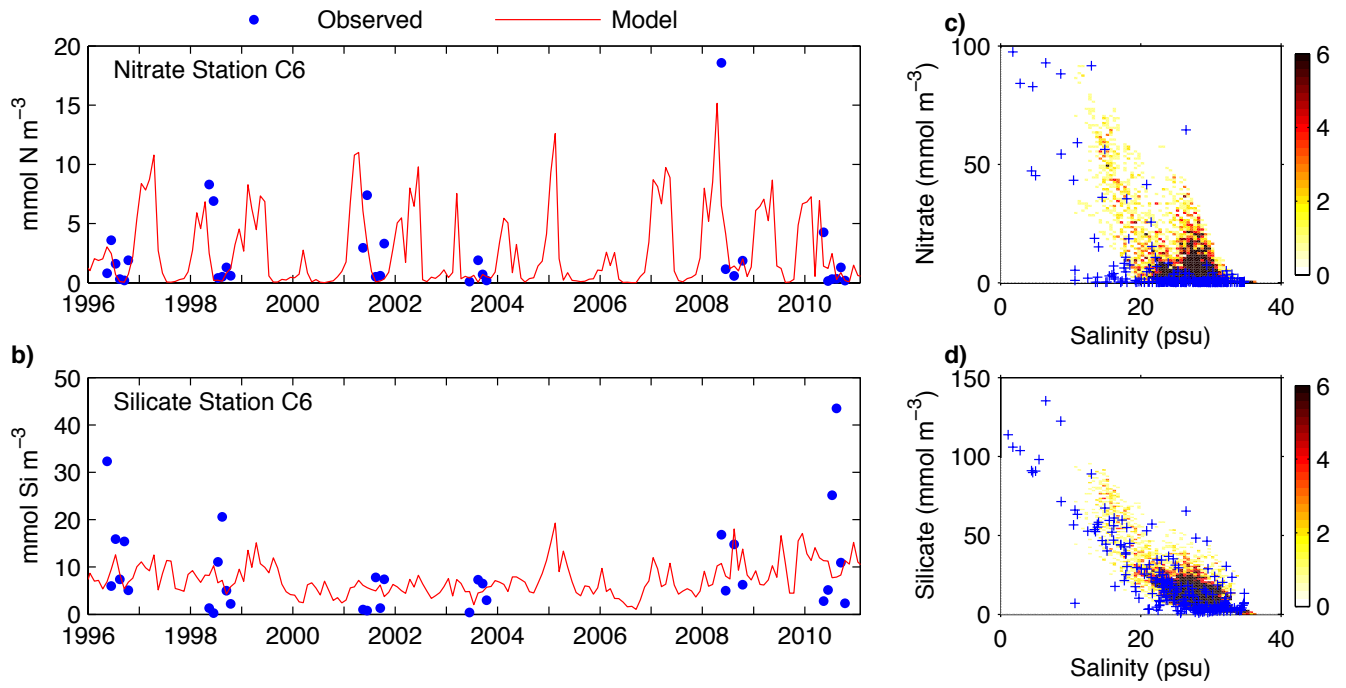 Observed Model
20
15
10
5
0
mmol N m−3
Nitrate Station C6
1996 1998 2000 2002 2004 2006 2008 2010
b)
50
40
30
20
10
0
mmol Si m−3
Silicate Station C6
1996 1998 2000 2002 2004 2006 2008 2010
c)
100
50
0
Nitrate (mmol m−3)
0 20 40
Salinity (psu)
6
4
2
0
d)
150
100
50
0
Silicate (mmol m−3)
0 20 40
Salinity (psu)
6
4
2
0